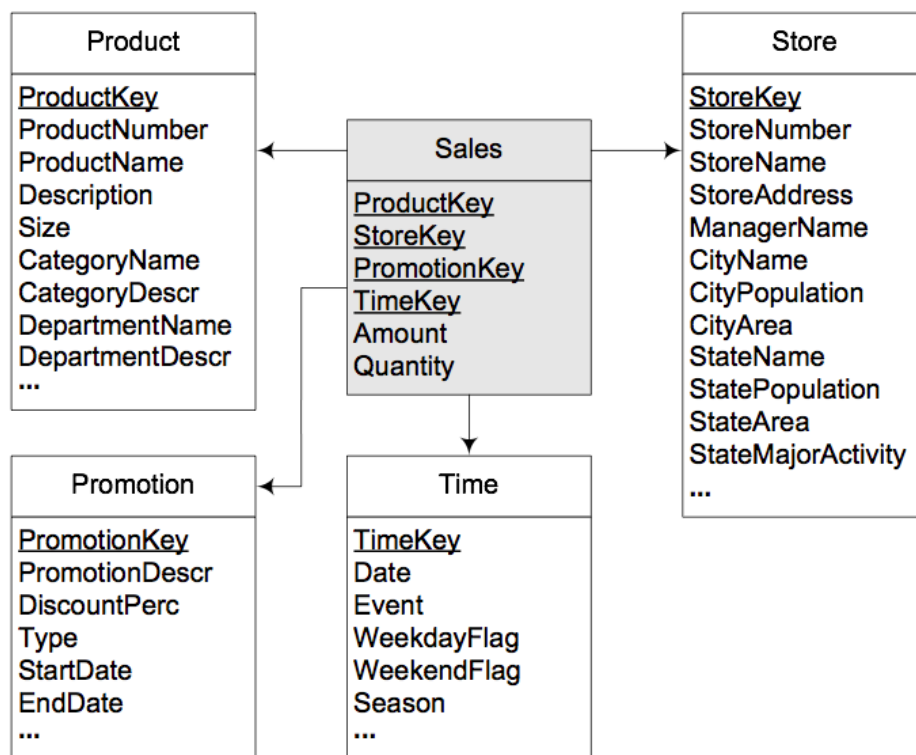 Product
ProductKey
ProductNumber
ProductName
Description
Size
CategoryName
CategoryDescr
DepartmentName
DepartmentDescr
...
Sales
ProductKey
StoreKey
PromotionKey
TimeKey
Amount
Quantity
Store
StoreKey
StoreNumber
StoreName
StoreAddress
ManagerName
CityName
CityPopulation
CityArea
StateName
StatePopulation
StateArea
StateMajorActivity
...
Promotion
PromotionKey
PromotionDescr
DiscountPerc
Type
StartDate
EndDate
...
Time
TimeKey
Date
Event
WeekdayFlag
WeekendFlag
Season
...